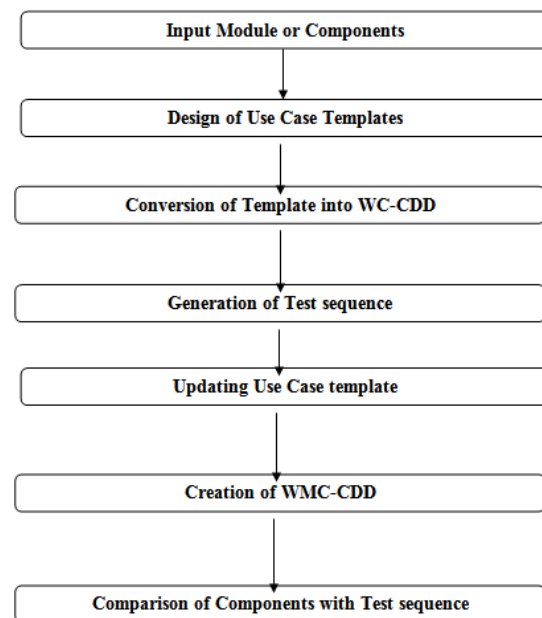 Input Module or Components
Design of Use Case Templates
Conversion of Template into WC-CDD
Generation of Test sequence
Updating Use Case template
Creation of WMC-CDD
Comparison of Components with Test sequence